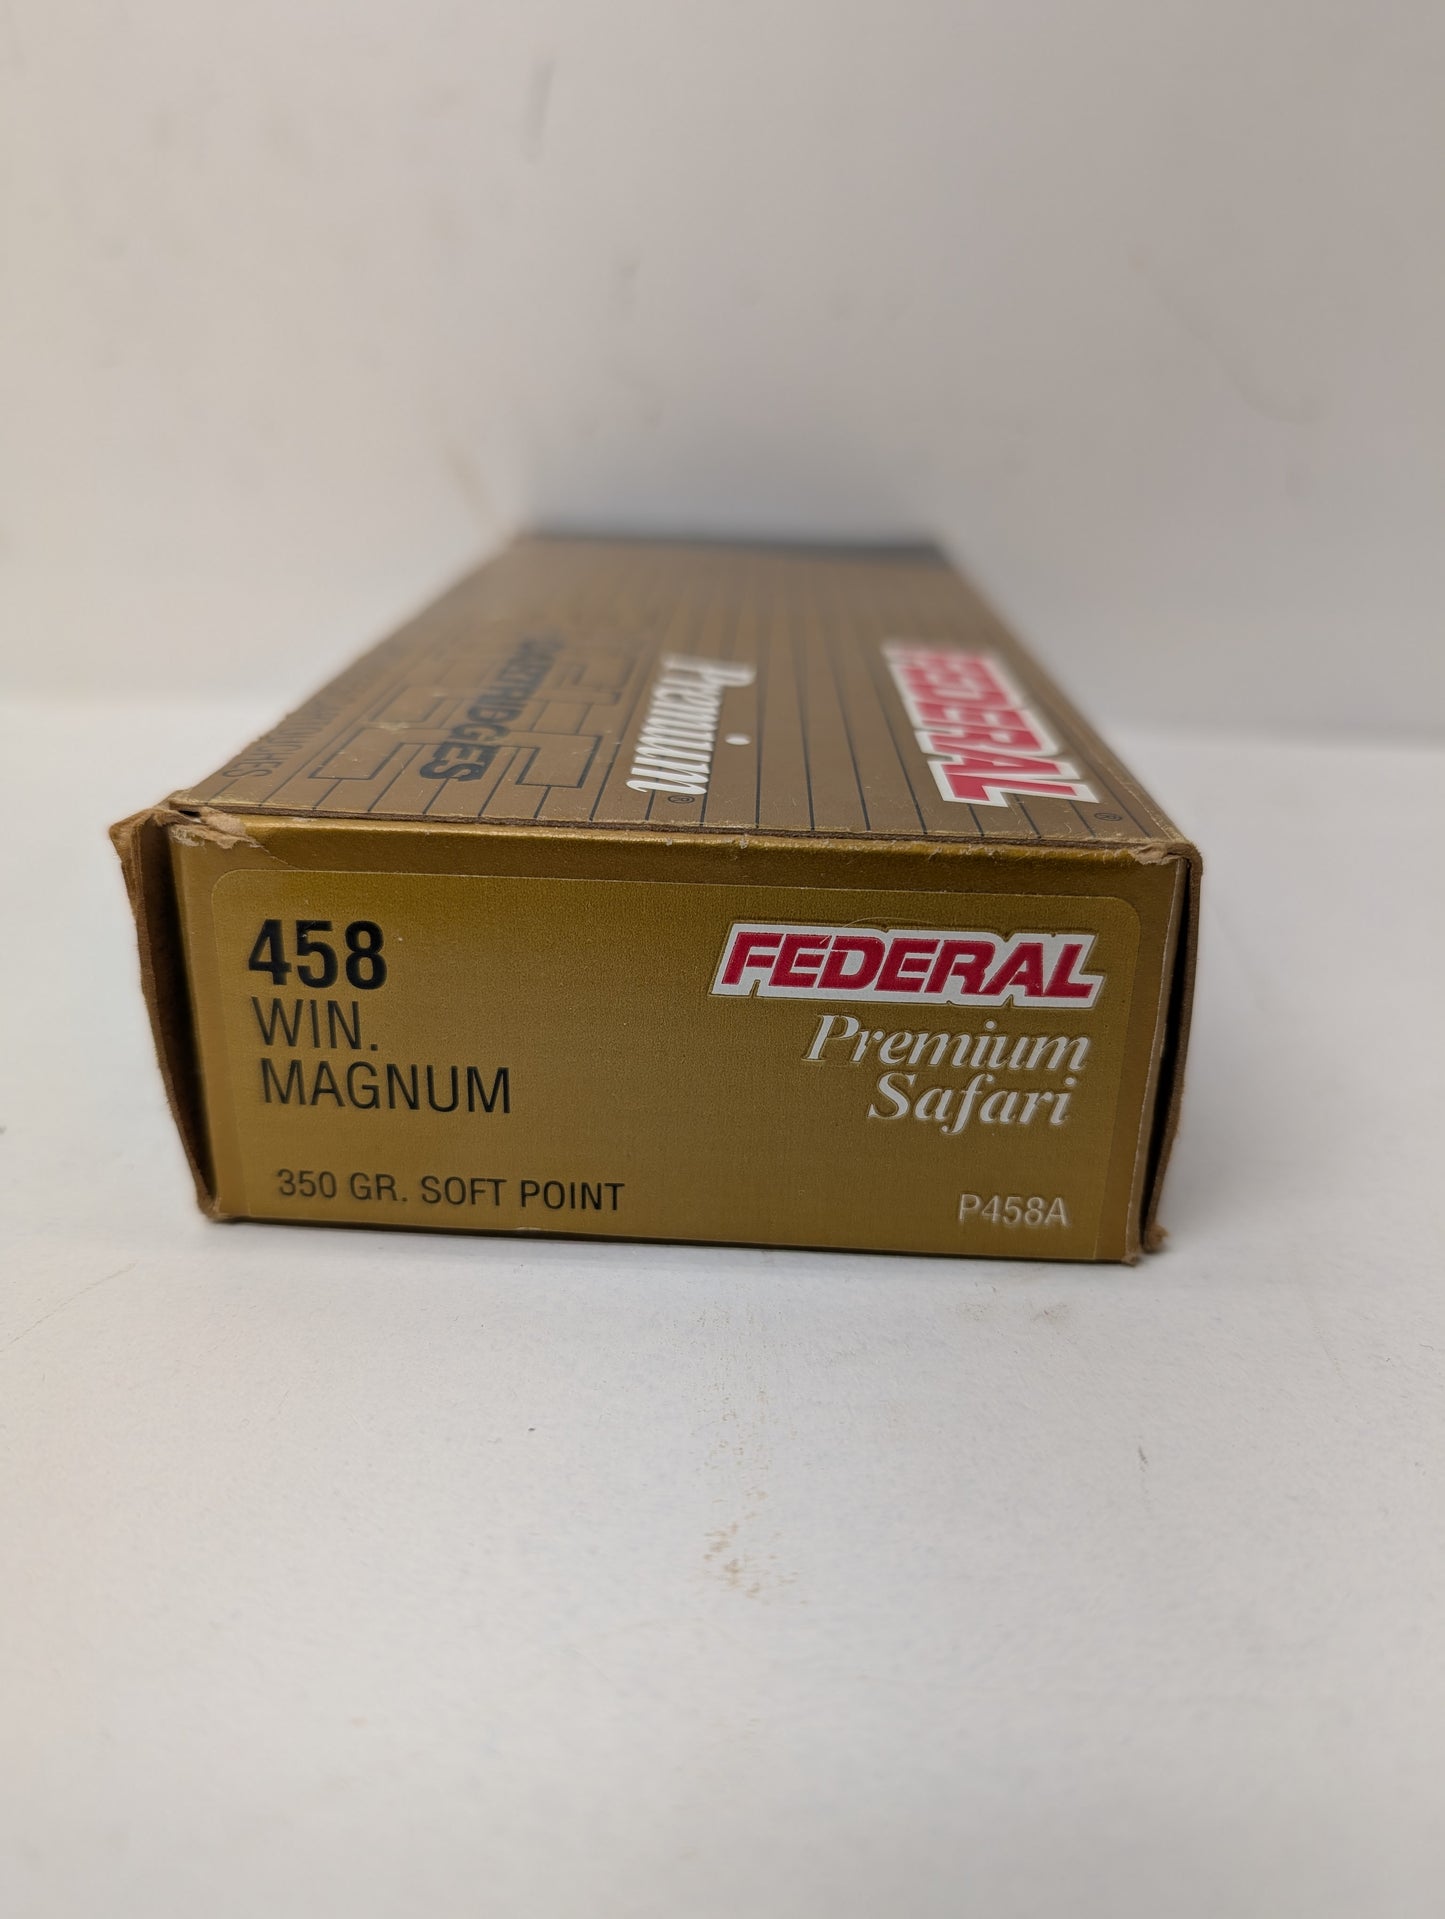 FEDERAL®
Premium®
CARTRIDGES
458
WIN.
MAGNUM
350 GR. SOFT POINT
FEDERAL
Premium
Safari
P458A